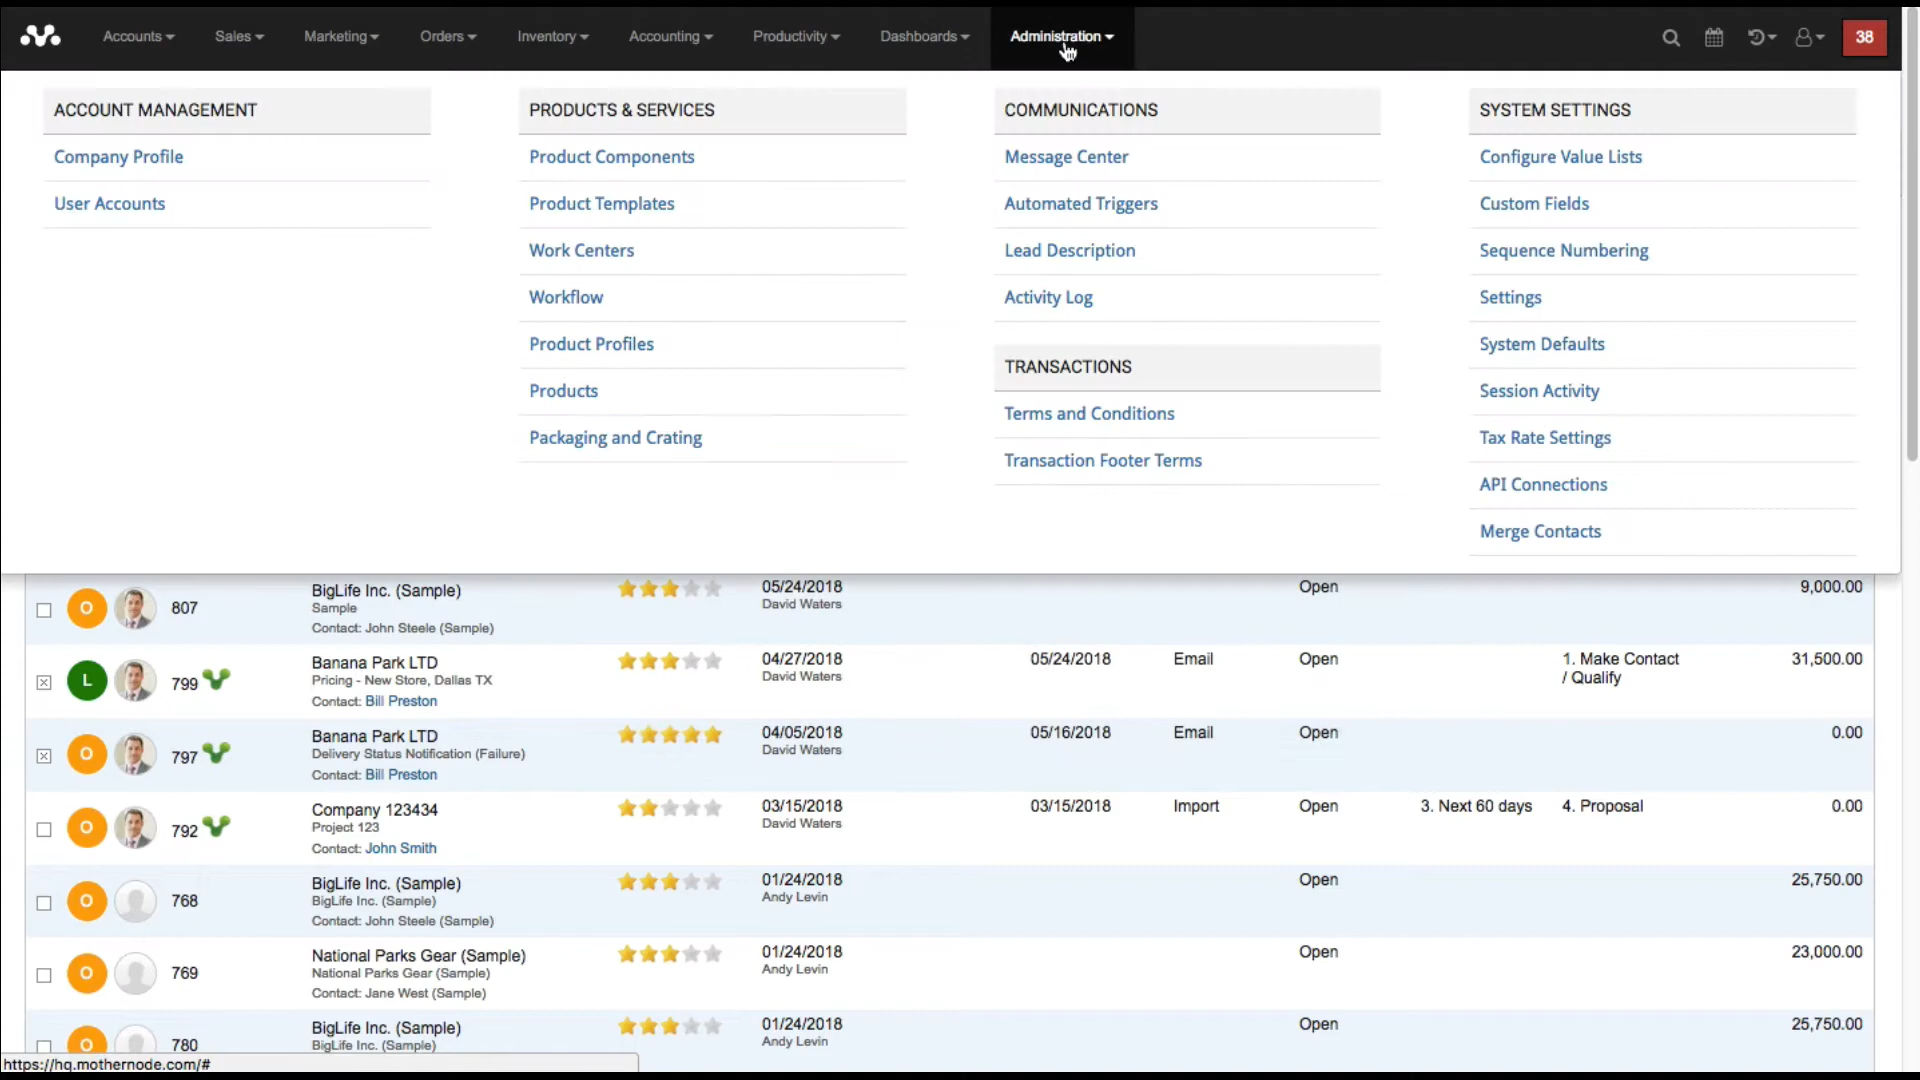 Accounts Sales Marketing Orders Inventory Accounting Productivity Dashboards Administration 38
ACCOUNT MANAGEMENT
Company Profile
User Accounts
PRODUCTS & SERVICES
Product Components
Product Templates
Work Centers
Workflow
Product Profiles
Products
Packaging and Crating
COMMUNICATIONS
Message Center
Automated Triggers
Lead Description
Activity Log
TRANSACTIONS
Terms and Conditions
Transaction Footer Terms
SYSTEM SETTINGS
Configure Value Lists
Custom Fields
Sequence Numbering
Settings
System Defaults
Session Activity
Tax Rate Settings
API Connections
Merge Contacts
O 807 BigLife Inc. (Sample) 05/24/2018 Open 9,000.00
Sample David Waters
Contact: John Steele (Sample)
L 799 Banana Park LTD 04/27/2018 05/24/2018 Email Open 1. Make Contact 31,500.00
Pricing - New Store, Dallas TX David Waters / Qualify
Contact: Bill Preston
O 797 Banana Park LTD 04/05/2018 05/16/2018 Email Open 0.00
Delivery Status Notification (Failure) David Waters
Contact: Bill Preston
O 792 Company 123434 03/15/2018 03/15/2018 Import Open 3. Next 60 days 4. Proposal 0.00
Project 123 David Waters
Contact: John Smith
O 768 BigLife Inc. (Sample) 01/24/2018 Open 25,750.00
BigLife Inc. (Sample) Andy Levin
Contact: John Steele (Sample)
O 769 National Parks Gear (Sample) 01/24/2018 Open 23,000.00
National Parks Gear (Sample) Andy Levin
Contact: Jane West (Sample)
O 780 BigLife Inc. (Sample) 01/24/2018 Open 25,750.00
BigLife Inc. (Sample) Andy Levin
https://hq.mothernode.com/#